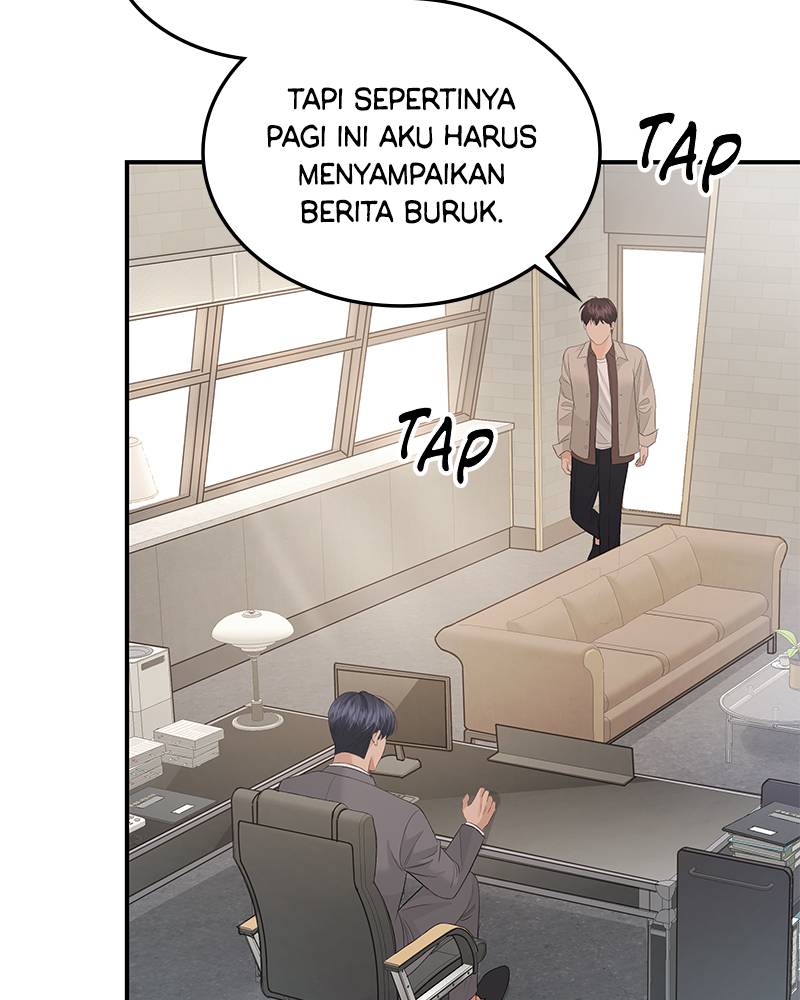 TAPI SEPERTINYA
PAGI INI AKU HARUS
MENYAMPAIKAN
BERITA BURUK.
TAP
TAP